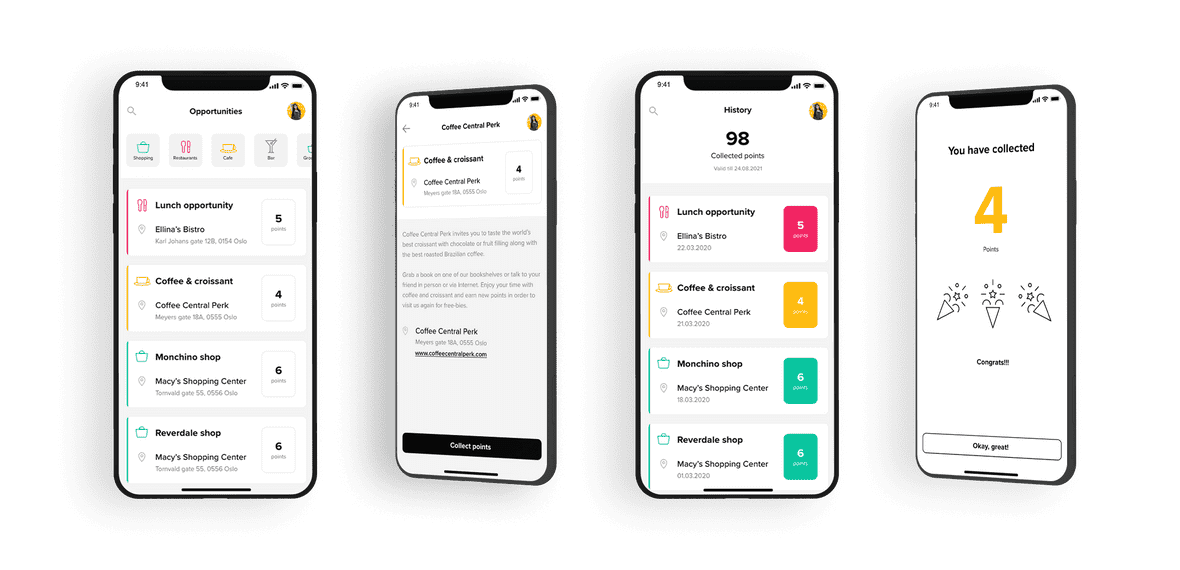 9:41
Opportunities
Shopping
Restaurants
Cafe
Bar
Gro
Lunch opportunity
Ellina's Bistro
Karl Johans gate 12B, 0154 Oslo
5
points
Coffee & croissant
Coffee Central Perk
Meyers gate 18A, 0555 Oslo
4
points
Monchino shop
Macy's Shopping Center
Tornvald gate 55, 0556 Oslo
6
points
Reverdale shop
Macy's Shopping Center
Tornvald gate 55, 0556 Oslo
6
points
9:41
Coffee Central Perk
Coffee & croissant
Coffee Central Perk
Meyers gate 18A, 0555 Oslo
4
points
Coffee Central Perk invites you to taste the world's
best croissant with chocolate or fruit filling along with
the best roasted Brazilian coffee.
Grab a book on one of our bookshelves or talk to your
friend in person or via Internet. Enjoy your time with
coffee and croissant and earn new points in order to
visit us again for free-bios.
Coffee Central Perk
Meyers gate 18A, 0555 Oslo
www.coffeecentralperk.com
Collect points
9:41
History
98
Collected points
Valid till 24.08.2021
Lunch opportunity
Ellina's Bistro
22.03.2020
5
points
Coffee & croissant
Coffee Central Perk
21.03.2020
4
points
Monchino shop
Macy's Shopping Center
18.03.2020
6
points
Reverdale shop
Macy's Shopping Center
01.03.2020
6
points
9:41
You have collected
4
Points
Congrats!!!
Okay, great!